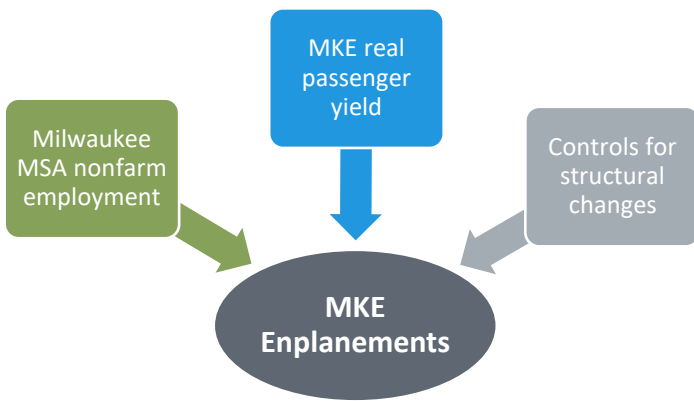 MKE real
passenger
yield
Milwaukee
MSA nonfarm
employment
Controls for
structural
changes
MKE
Enplanements